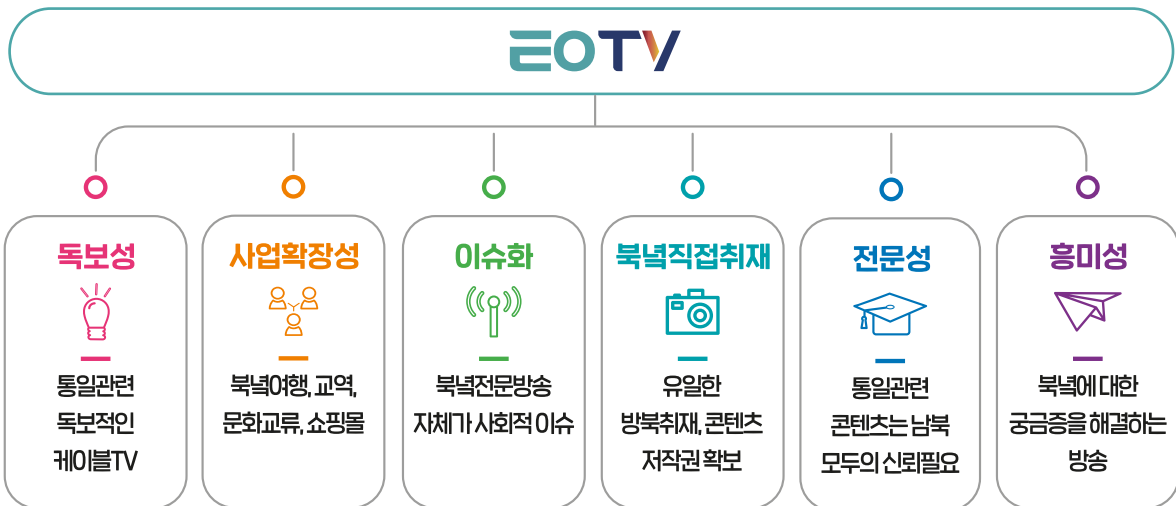 EOTV
독보성
통일관련
독보적인
케이블TV
사업확장성
북녘여행, 교역,
문화교류, 쇼핑몰
이슈화
북녘전문방송
자체가 사회적 이슈
북녘직접취재
유일한
방북취재, 콘텐츠
저작권 확보
전문성
통일관련
콘텐츠는 남북
모두의 신뢰필요
흥미성
북녘에 대한
궁금증을 해결하는
방송